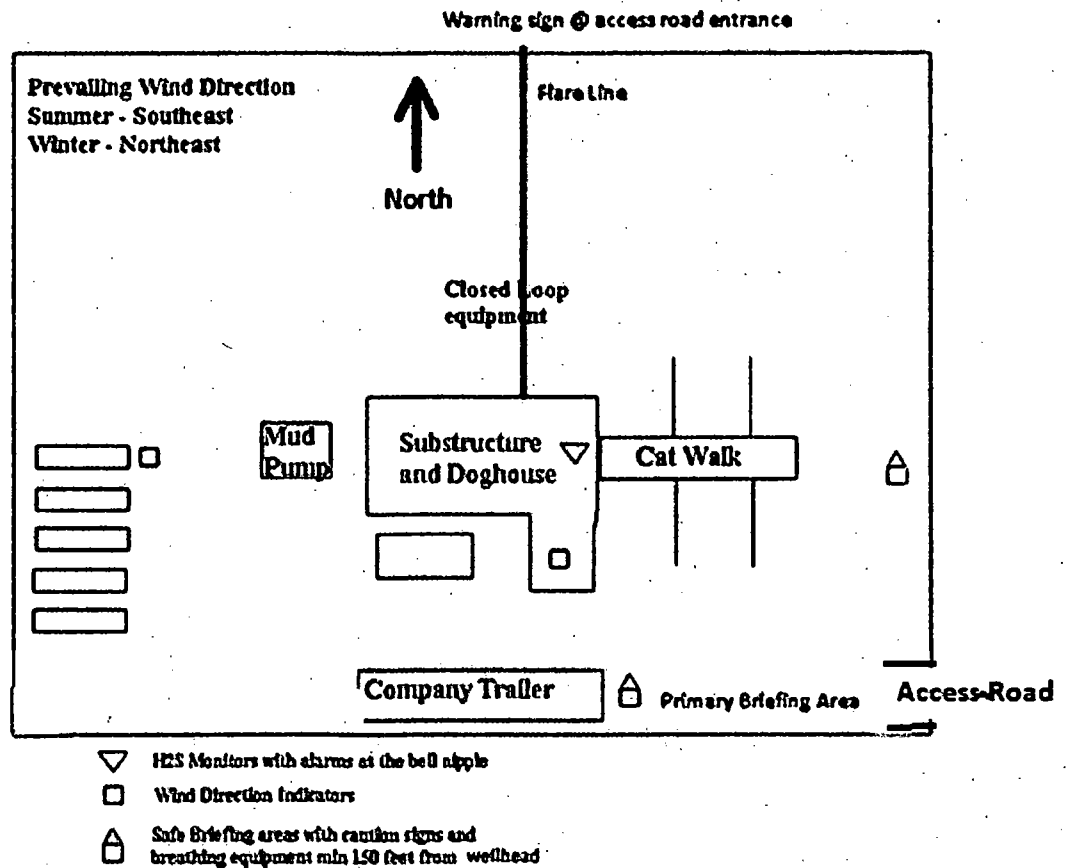 Warning sign @ access road entrance
Prevailing Wind Direction
Summer - Southeast
Winter - Northeast
North
Flare Line
Closed Loop
equipment
Mud
Pump
Substructure
and Doghouse
Cat Walk
Company Trailer
Primary Briefing Area
Access Road
H2S Monitors with alarms at the bell nipple
Wind Direction Indicators
Safe Briefing areas with caution signs and
breathing equipment min 150 feet from wellhead